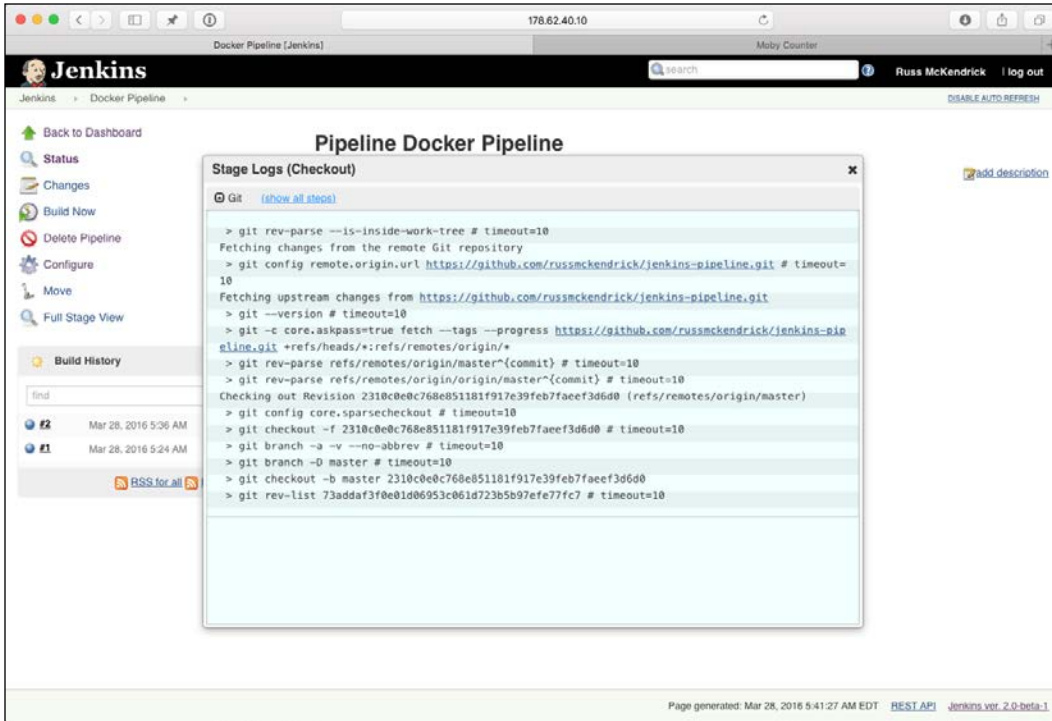 178.62.40.10
Docker Pipeline [Jenkins]
Moby Counter
Jenkins
search
Russ McKendrick
log out
Jenkins
Docker Pipeline
DISABLE AUTO REFRESH
Back to Dashboard
Status
Changes
Build Now
Delete Pipeline
Configure
Move
Full Stage View
Pipeline Docker Pipeline
add description
Stage Logs (Checkout)
Git (show all steps)
> git rev-parse --is-inside-work-tree # timeout=10
Fetching changes from the remote Git repository
> git config remote.origin.url https://github.com/russmckendrick/jenkins-pipeline.git # timeout=
10
Fetching upstream changes from https://github.com/russmckendrick/jenkins-pipeline.git
> git --version # timeout=10
> git -c core.askpass=true fetch --tags --progress https://github.com/russmckendrick/jenkins-pip
eline.git +refs/heads/*:refs/remotes/origin/*
> git rev-parse refs/remotes/origin/master^{commit} # timeout=10
> git rev-parse refs/remotes/origin/origin/master^{commit} # timeout=10
Checking out Revision 2310c0e0c768e851181f917e39feb7faeef3d6d0 (refs/remotes/origin/master)
> git config core.sparsecheckout # timeout=10
> git checkout -f 2310c0e0c768e851181f917e39feb7faeef3d6d0 # timeout=10
> git branch -a -v --no-abbrev # timeout=10
> git branch -D master # timeout=10
> git checkout -b master 2310c0e0c768e851181f917e39feb7faeef3d6d0
> git rev-list 73addaf3f0e01d06953c061d723b5b97efe77fc7 # timeout=10
Build History
find
#2 Mar 28, 2016 5:36 AM
#1 Mar 28, 2016 5:24 AM
RSS for all
Page generated: Mar 28, 2016 5:41:27 AM EDT REST API Jenkins ver. 2.0-beta-1